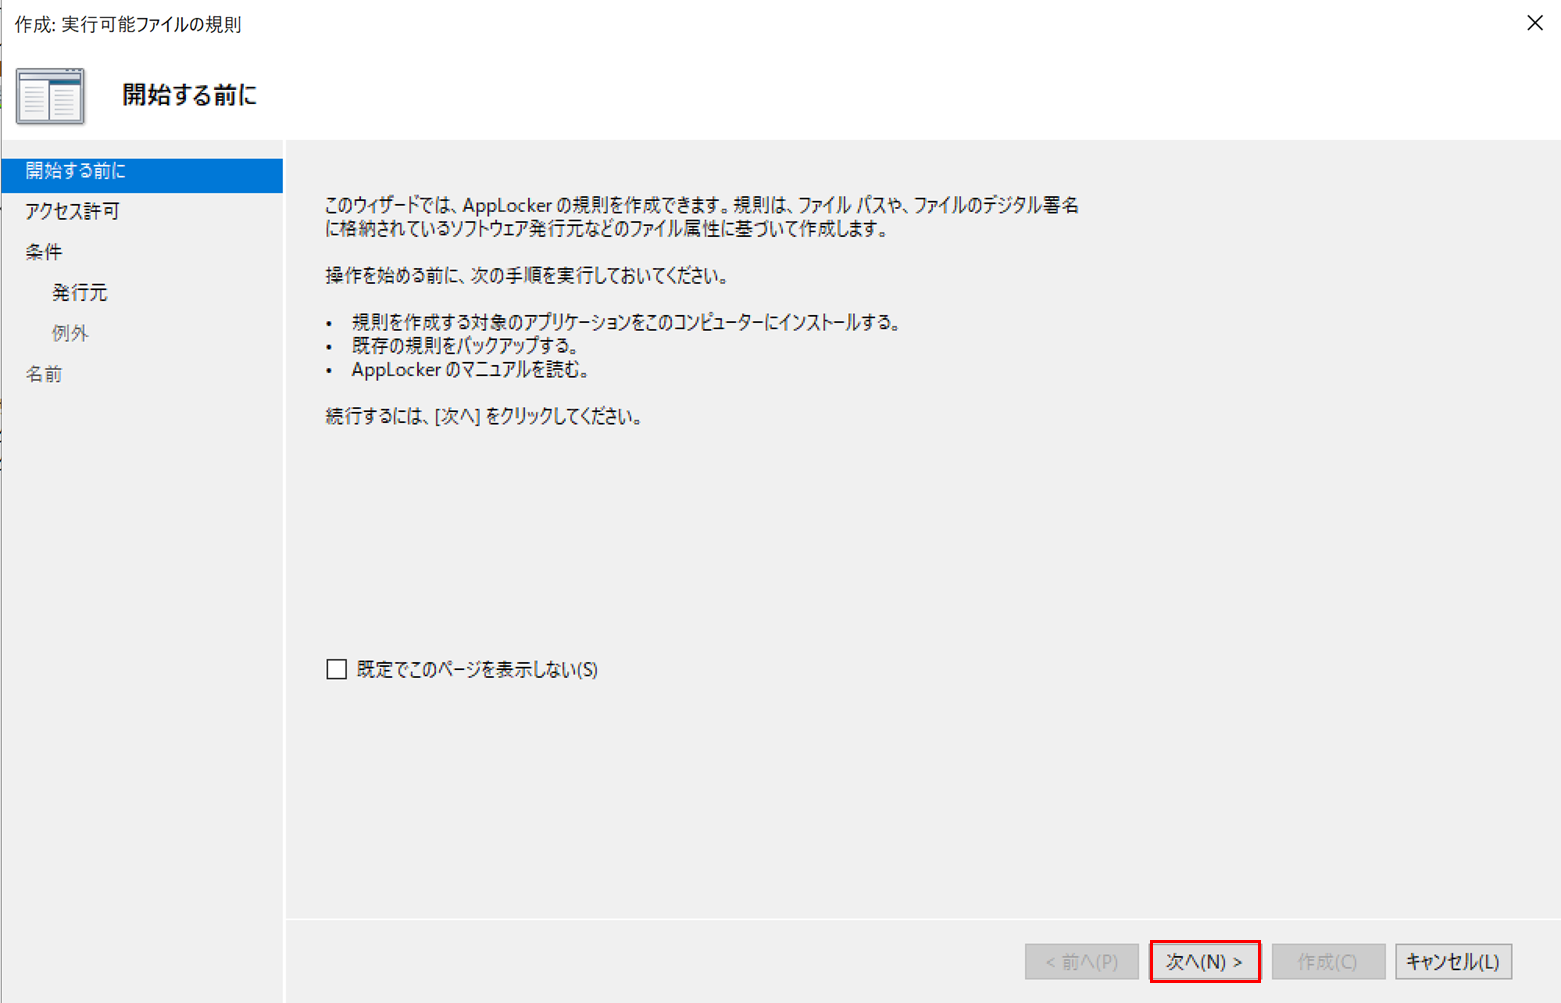 作成: 実行可能ファイルの規則
開始する前に
開始する前に
アクセス許可
条件
発行元
例外
名前
このウィザードでは、AppLocker の規則を作成できます。規則は、ファイル パスや、ファイルのデジタル署名
に格納されているソフトウェア発行元などのファイル属性に基づいて作成します。
操作を始める前に、次の手順を実行しておいてください。
• 規則を作成する対象のアプリケーションをこのコンピューターにインストールする。
• 既存の規則をバックアップする。
• AppLocker のマニュアルを読む。
続行するには、[次へ] をクリックしてください。
既定でこのページを表示しない(S)
< 前へ(P)
次へ(N) >
作成(C)
キャンセル(L)